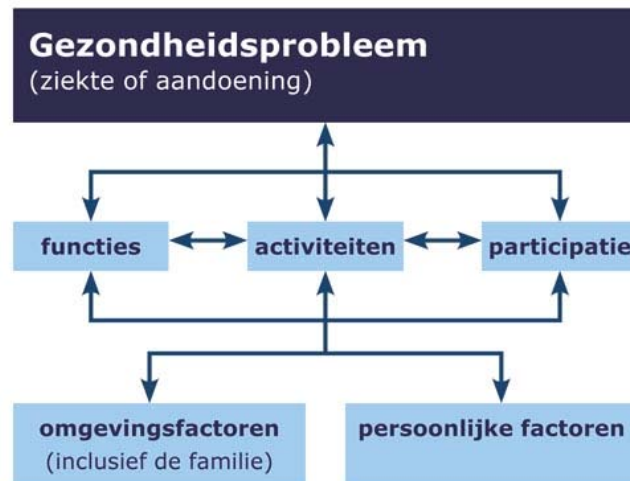 Gezondheidsprobleem
(ziekte of aandoening)
functies
activiteiten
participatie
omgevingsfactoren
(inclusief de familie)
persoonlijke factoren